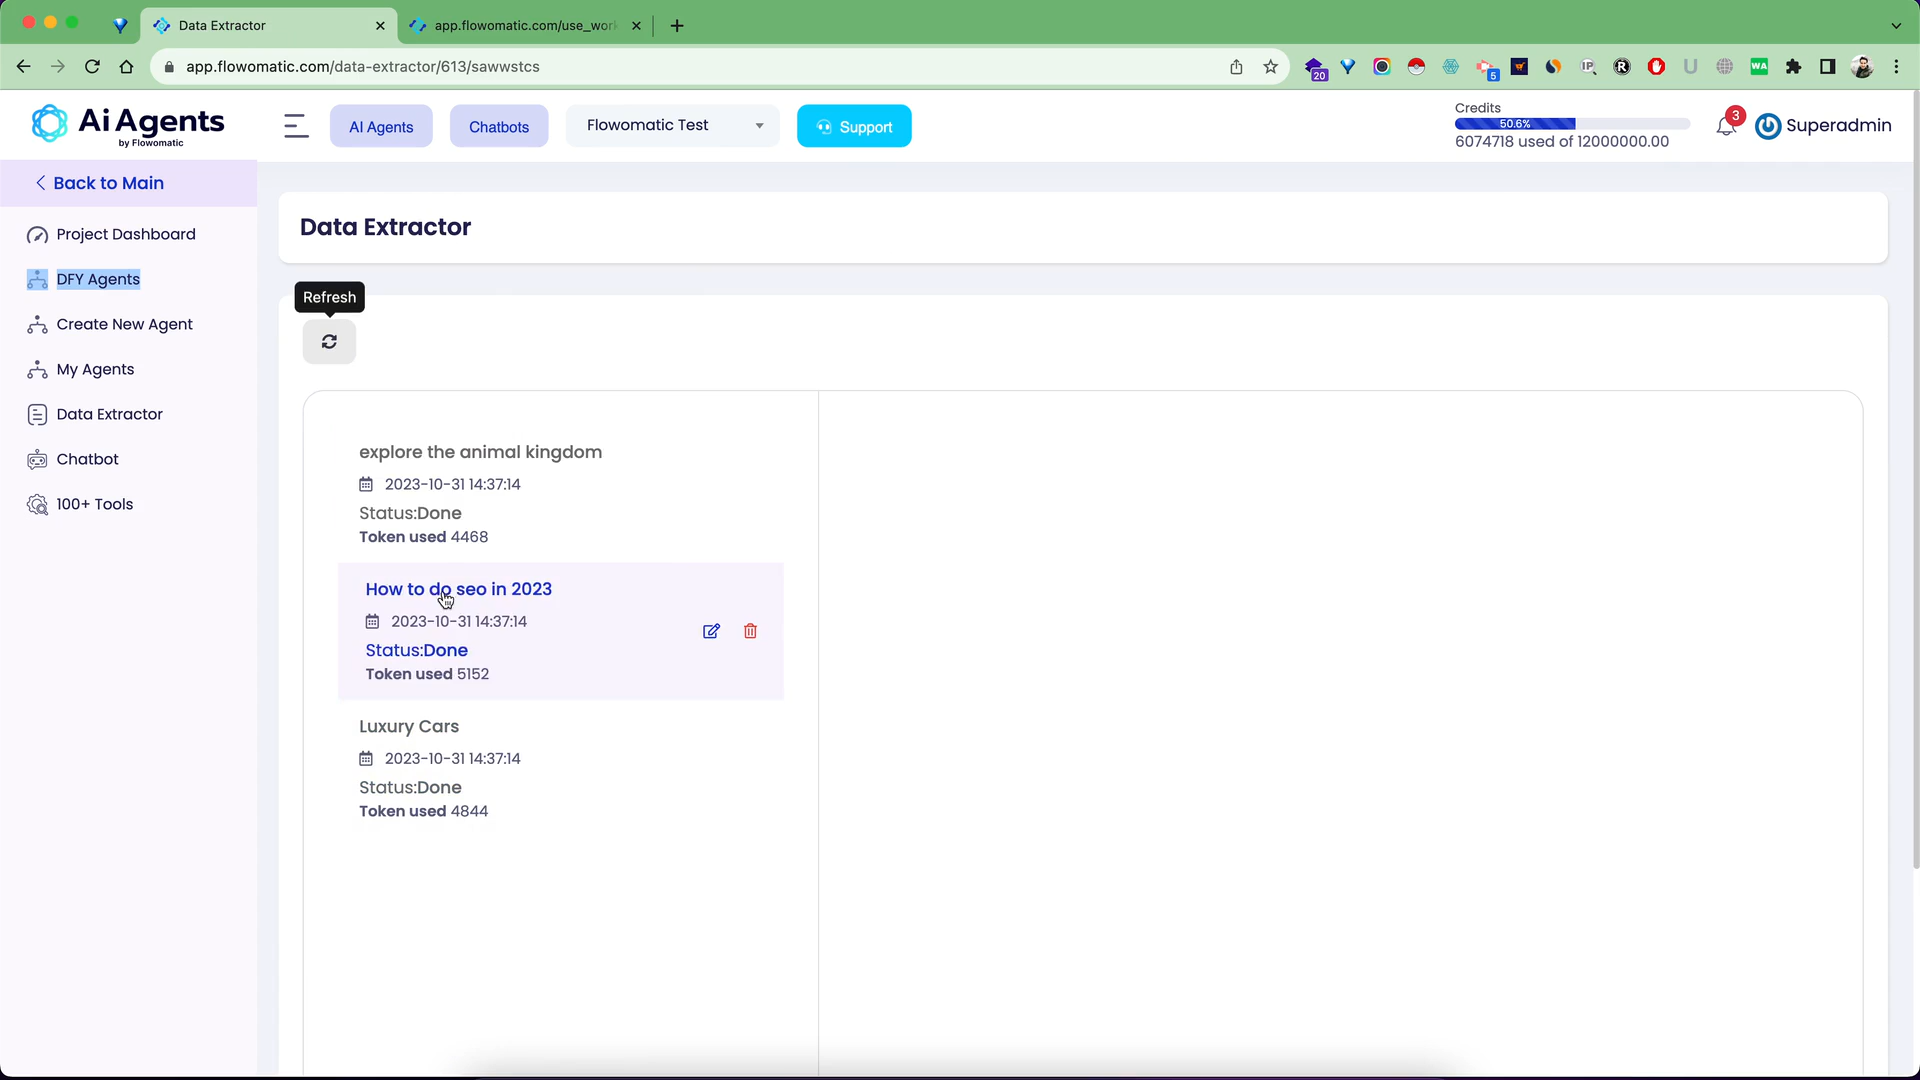 Data Extractor
app.flowomatic.com/use_wor
app.flowomatic.com/data-extractor/613/sawwstcs
20
5
IP
R
U
WA
Ai Agents
by Flowomatic
AI Agents
Chatbots
Flowomatic Test
Support
Credits
50.6%
6074718 used of 12000000.00
3
Superadmin
Back to Main
Project Dashboard
DFY Agents
Create New Agent
My Agents
Data Extractor
Chatbot
100+ Tools
Data Extractor
Refresh
explore the animal kingdom
2023-10-31 14:37:14
Status:Done
Token used 4468
How to do seo in 2023
2023-10-31 14:37:14
Status:Done
Token used 5152
Luxury Cars
2023-10-31 14:37:14
Status:Done
Token used 4844